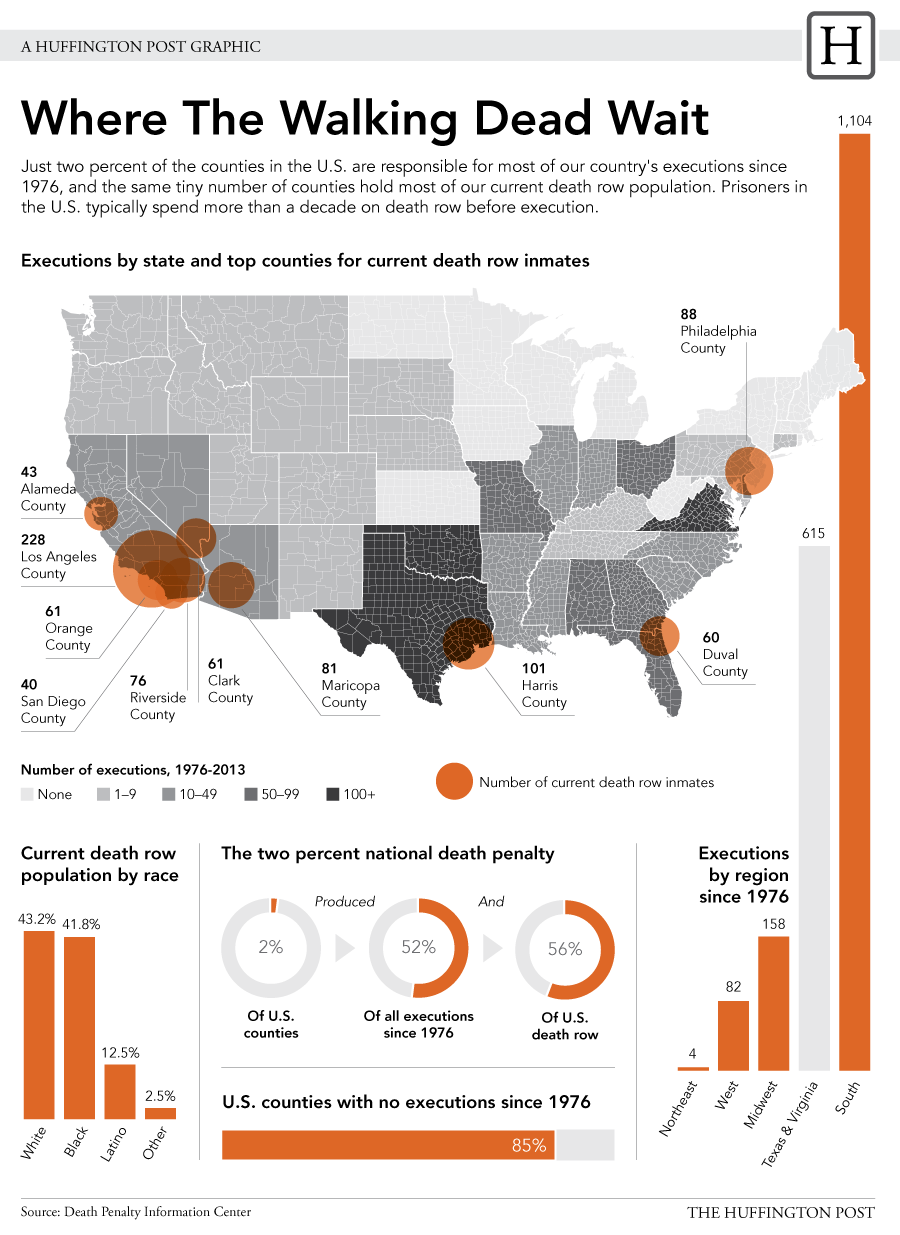 A HUFFINGTON POST GRAPHIC
H
Where The Walking Dead Wait
Just two percent of the counties in the U.S. are responsible for most of our country's executions since
1976, and the same tiny number of counties hold most of our current death row population. Prisoners in
the U.S. typically spend more than a decade on death row before execution.
Executions by state and top counties for current death row inmates
88
Philadelphia
County
43
Alameda
County
228
Los Angeles
County
61
Orange
County
40
San Diego
County
76
Riverside
County
61
Clark
County
81
Maricopa
County
101
Harris
County
60
Duval
County
Number of executions, 1976-2013
None
1–9
10–49
50–99
100+
Number of current death row inmates
Current death row
population by race
43.2%
41.8%
12.5%
2.5%
White
Black
Latino
Other
The two percent national death penalty
Produced
And
2%
52%
56%
Of U.S.
counties
Of all executions
since 1976
Of U.S.
death row
U.S. counties with no executions since 1976
85%
Executions
by region
since 1976
4
82
158
615
1,104
Northeast
West
Midwest
Texas & Virginia
South
Source: Death Penalty Information Center
THE HUFFINGTON POST